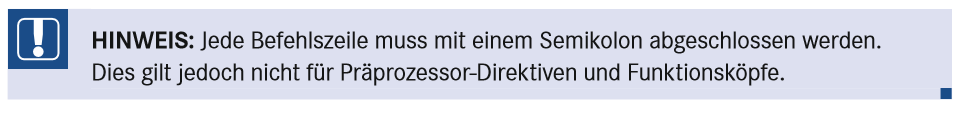 HINWEIS: Jede Befehlszeile muss mit einem Semikolon abgeschlossen werden.
Dies gilt jedoch nicht für Präprozessor-Direktiven und Funktionsköpfe.